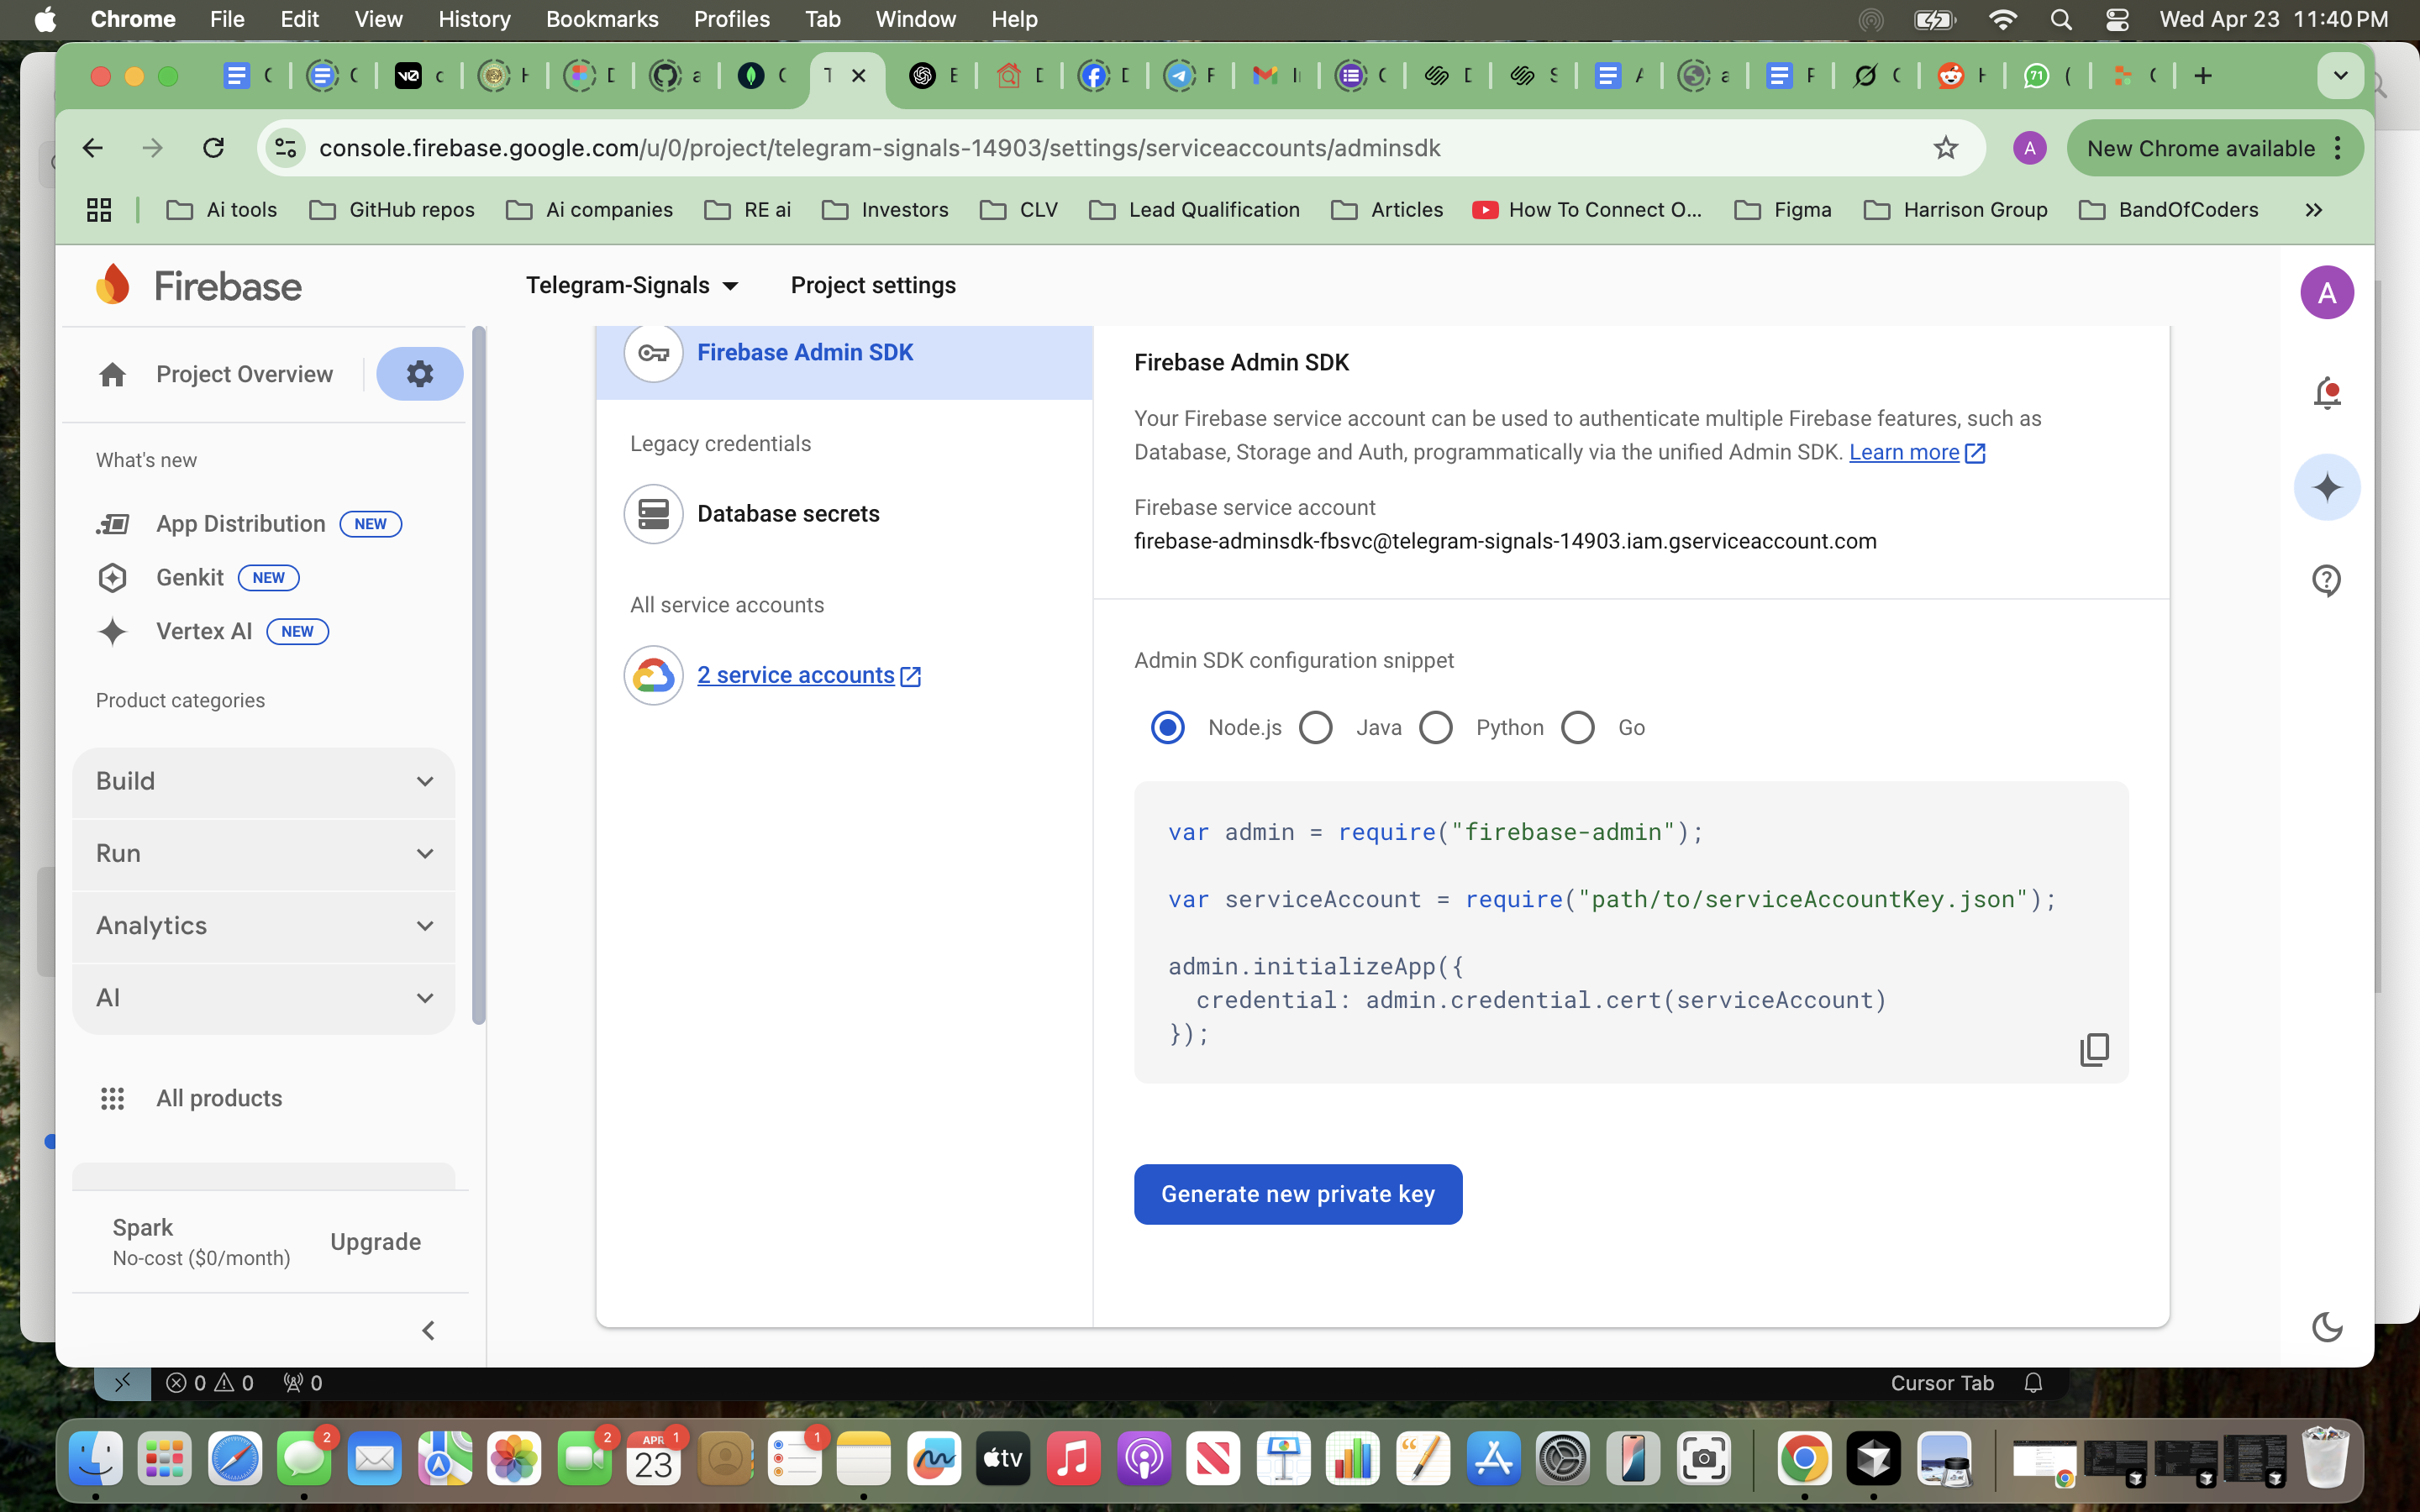 Chrome File Edit View History Bookmarks Profiles Tab Window Help Wed Apr 23 11:40 PM
console.firebase.google.com/u/0/project/telegram-signals-14903/settings/serviceaccounts/adminsdk
A
New Chrome available
Ai tools GitHub repos Ai companies RE ai Investors CLV Lead Qualification Articles How To Connect O... Figma Harrison Group BandOfCoders
Firebase
Telegram-Signals Project settings
A
Project Overview
What's new
App Distribution NEW
Genkit NEW
Vertex AI NEW
Product categories
Build
Run
Analytics
AI
All products
Spark
No-cost ($0/month)
Upgrade
Firebase Admin SDK
Legacy credentials
Database secrets
All service accounts
2 service accounts
Firebase Admin SDK
Your Firebase service account can be used to authenticate multiple Firebase features, such as
Database, Storage and Auth, programmatically via the unified Admin SDK. Learn more
Firebase service account
firebase-adminsdk-fbsvc@telegram-signals-14903.iam.gserviceaccount.com
Admin SDK configuration snippet
Node.js Java Python Go
var admin = require("firebase-admin");
var serviceAccount = require("path/to/serviceAccountKey.json");
admin.initializeApp({
credential: admin.credential.cert(serviceAccount)
});
Generate new private key
0 0 0
Cursor Tab
2
2
APR
23
1
1
tv